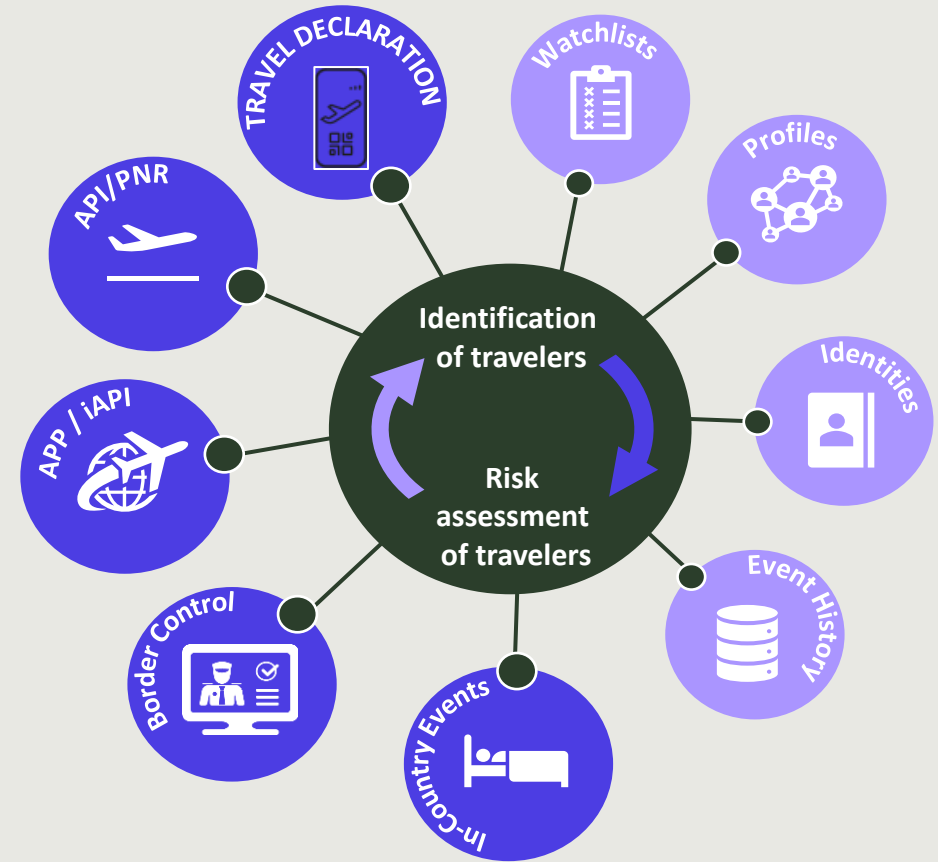 TRAVEL DECLARATION
Watchlists
Profiles
API/PNR
Identification
of travelers
Identities
APP / iAPI
Risk
assessment
of travelers
Event History
Border Control
In-Country Events